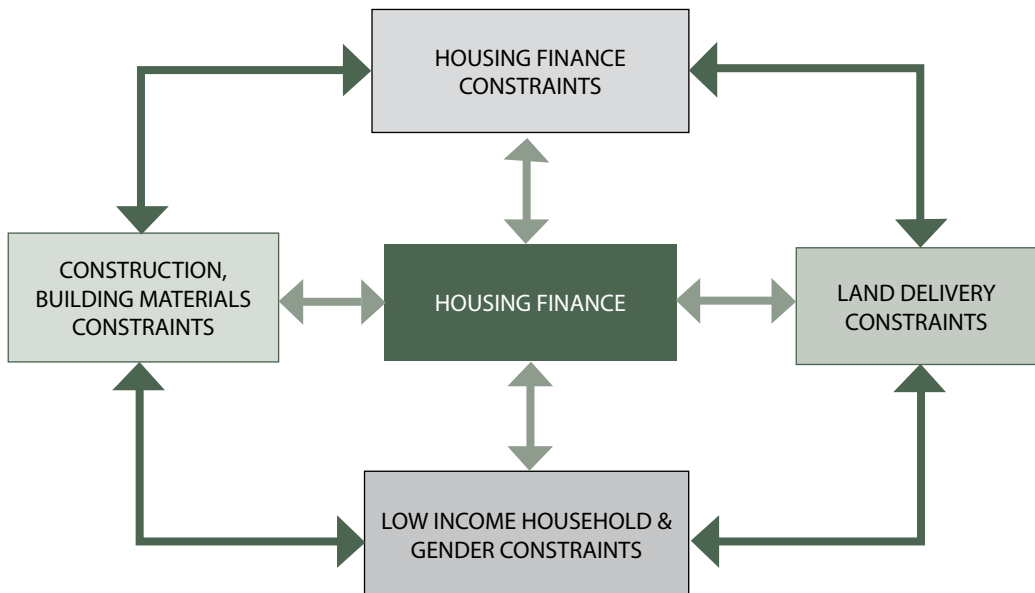 HOUSING FINANCE
CONSTRAINTS
CONSTRUCTION,
BUILDING MATERIALS
CONSTRAINTS
HOUSING FINANCE
LAND DELIVERY
CONSTRAINTS
LOW INCOME HOUSEHOLD &
GENDER CONSTRAINTS